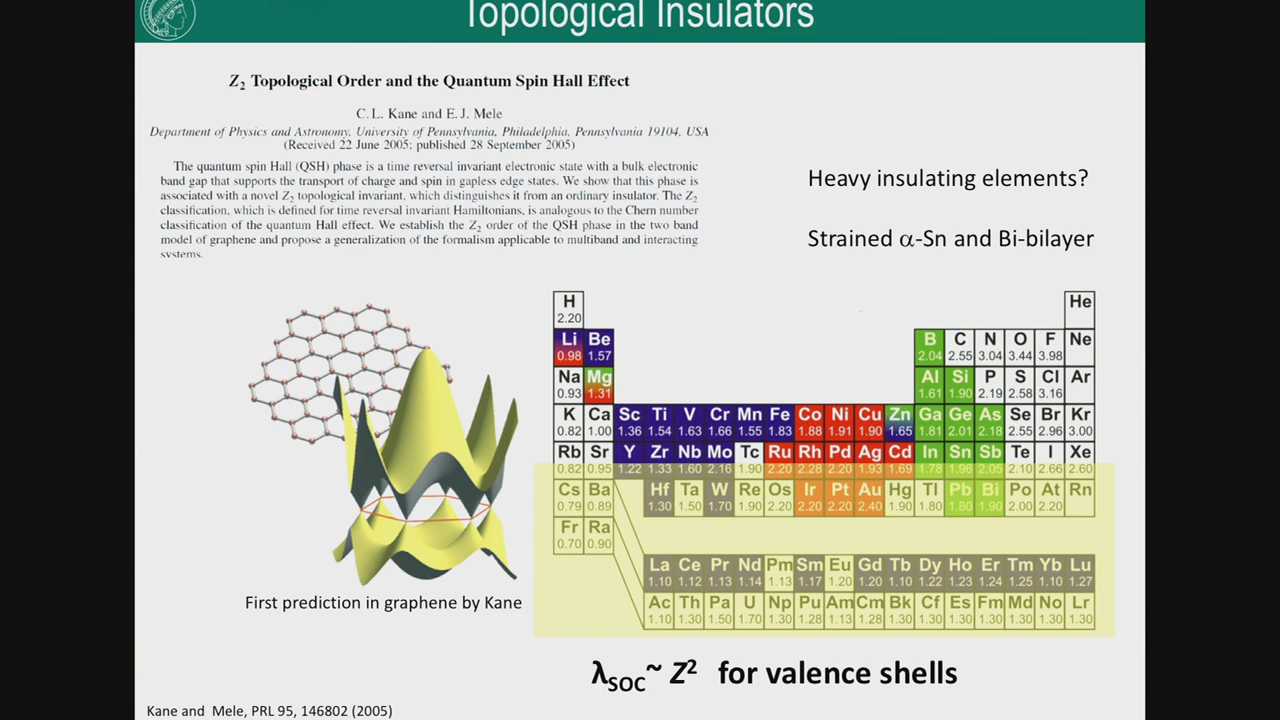 Topological Insulators
Z2 Topological Order and the Quantum Spin Hall Effect
C. L. Kane and E. J. Mele
Department of Physics and Astronomy, University of Pennsylvania, Philadelphia, Pennsylvania 19104, USA
(Received 22 June 2005; published 28 September 2005)
The quantum spin Hall (QSH) phase is a time reversal invariant electronic state with a bulk electronic
band gap that supports the transport of charge and spin in gapless edge states. We show that this phase is
associated with a novel Z2 topological invariant, which distinguishes it from an ordinary insulator. The Z2
classification, which is defined for time reversal invariant Hamiltonians, is analogous to the Chern number
classification of the quantum Hall effect. We establish the Z2 order of the QSH phase in the two band
model of graphene and propose a generalization of the formalism applicable to multiband and interacting
systems.
Heavy insulating elements?
Strained α-Sn and Bi-bilayer
H He
2.20
Li Be B C N O F Ne
0.98 1.57 2.04 2.55 3.04 3.44 3.98
Na Mg Al Si P S Cl Ar
0.93 1.31 1.61 1.90 2.19 2.58 3.16
K Ca Sc Ti V Cr Mn Fe Co Ni Cu Zn Ga Ge As Se Br Kr
0.82 1.00 1.36 1.54 1.63 1.66 1.55 1.83 1.88 1.91 1.90 1.65 1.81 2.01 2.18 2.55 2.96 3.00
Rb Sr Y Zr Nb Mo Tc Ru Rh Pd Ag Cd In Sn Sb Te I Xe
0.82 0.95 1.22 1.33 1.60 2.16 1.90 2.20 2.28 2.20 1.93 1.69 1.78 1.96 2.05 2.10 2.66 2.60
Cs Ba Hf Ta W Re Os Ir Pt Au Hg Tl Pb Bi Po At Rn
0.79 0.89 1.30 1.50 1.70 1.90 2.20 2.20 2.20 2.40 1.90 1.80 1.80 1.90 2.00 2.20
Fr Ra
0.70 0.90
La Ce Pr Nd Pm Sm Eu Gd Tb Dy Ho Er Tm Yb Lu
1.10 1.12 1.13 1.14 1.13 1.17 1.20 1.20 1.10 1.22 1.23 1.24 1.25 1.10 1.27
Ac Th Pa U Np Pu Am Cm Bk Cf Es Fm Md No Lr
1.10 1.30 1.50 1.70 1.30 1.28 1.13 1.28 1.30 1.30 1.30 1.30 1.30 1.30 1.30
First prediction in graphene by Kane
λSOC~ Z² for valence shells
Kane and Mele, PRL 95, 146802 (2005)